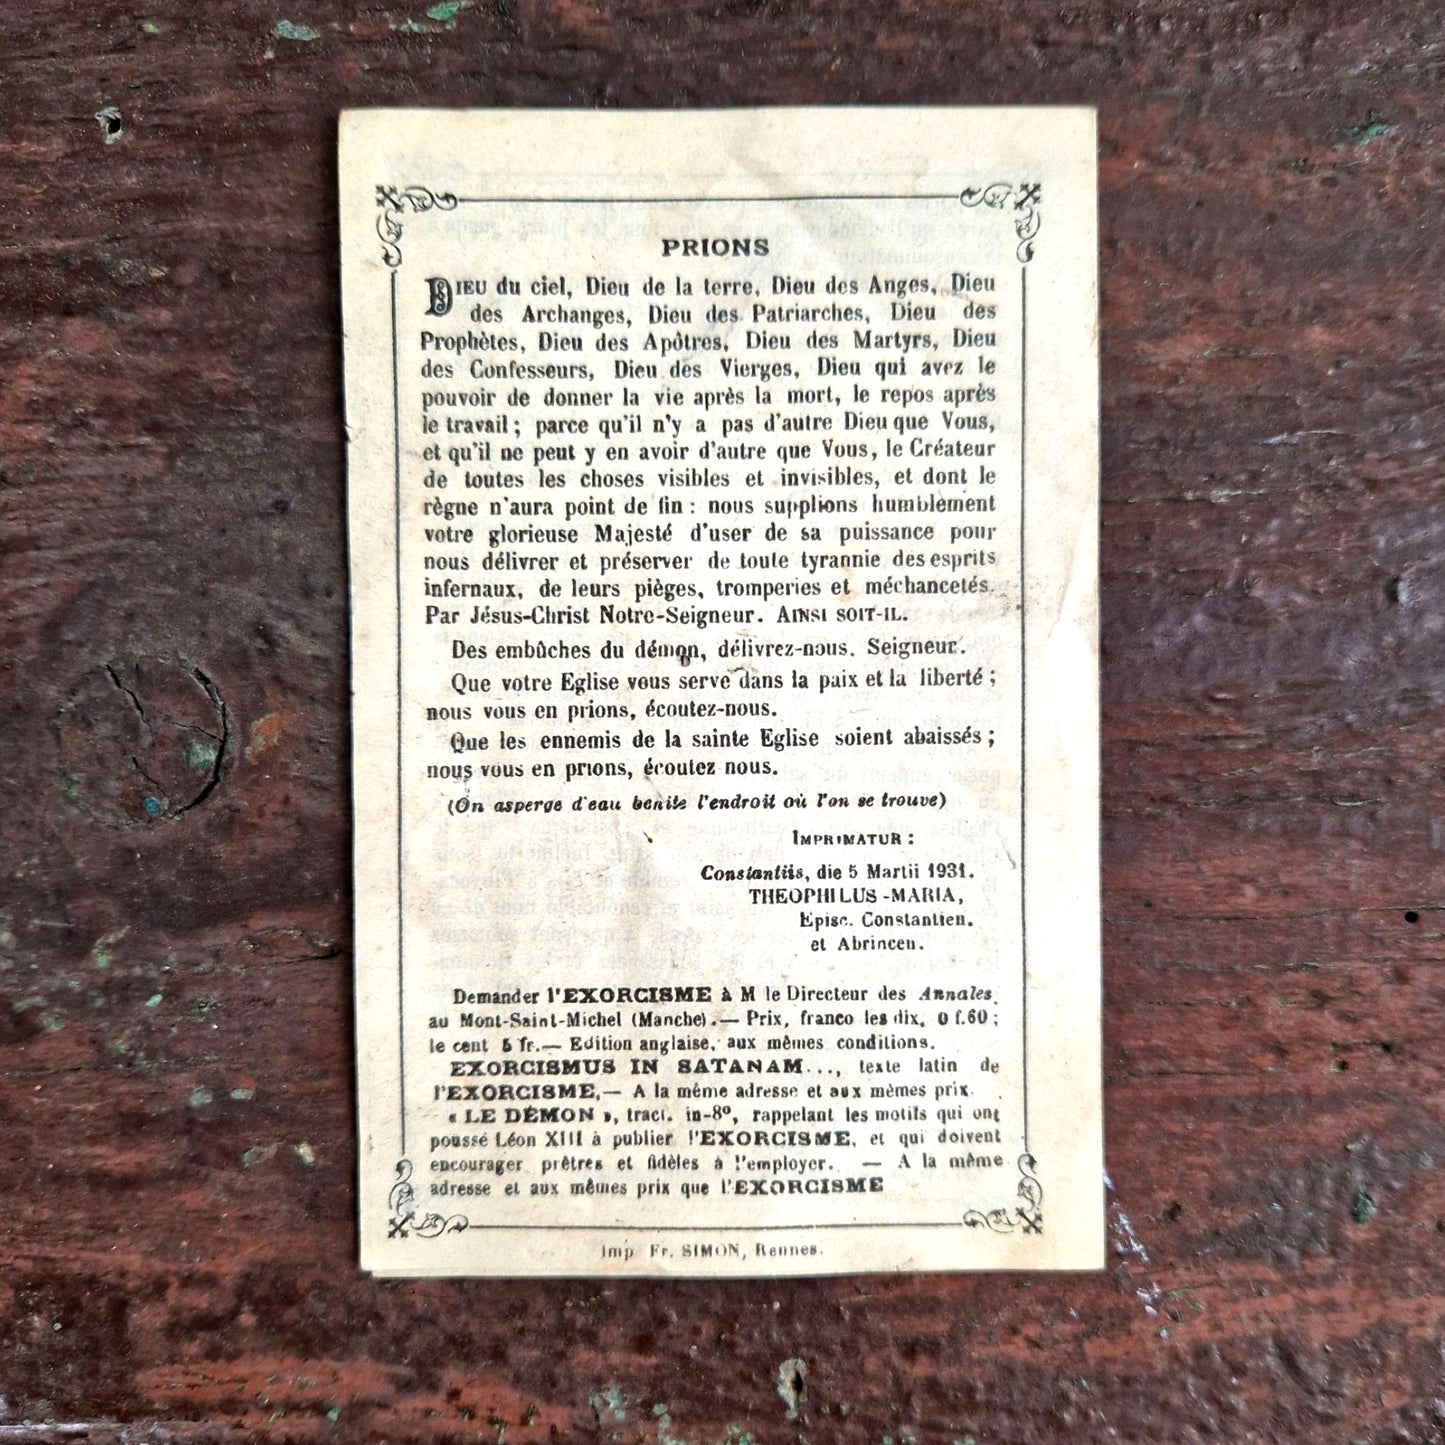 PRIONS
DIEU du ciel, Dieu de la terre, Dieu des Anges, Dieu
des Archanges, Dieu des Patriarches, Dieu des
Prophètes, Dieu des Apôtres, Dieu des Martyrs, Dieu
des Confesseurs, Dieu des Vierges, Dieu qui avez le
pouvoir de donner la vie après la mort, le repos après
le travail ; parce qu'il n'y a pas d'autre Dieu que Vous,
et qu'il ne peut y en avoir d'autre que Vous, le Créateur
de toutes les choses visibles et invisibles, et dont le
règne n'aura point de fin : nous supplions humblement
votre glorieuse Majesté d'user de sa puissance pour
nous délivrer et préserver de toute tyrannie des esprits
infernaux, de leurs pièges, tromperies et méchancetés.
Par Jésus-Christ Notre-Seigneur. AINSI SOIT-IL.
Des embûches du démon, délivrez-nous. Seigneur.
Que votre Eglise vous serve dans la paix et la liberté ;
nous vous en prions, écoutez-nous.
Que les ennemis de la sainte Eglise soient abaissés ;
nous vous en prions, écoutez nous.
(On asperge d'eau benite l'endroit où l'on se trouve)
IMPRIMATUR :
Constantiis, die 5 Martii 1931.
THEOPHILUS-MARIA,
Episc. Constantien.
et Abrincen.
Demander l'EXORCISME à M le Directeur des Annales
au Mont-Saint-Michel (Manche). — Prix, franco les dix, 0 f.60 ;
le cent 5 fr. — Edition anglaise, aux mêmes conditions.
EXORCISMUS IN SATANAM..., texte latin de
l'EXORCISME, — A la même adresse et aux mêmes prix.
« LE DÉMON », tract. in-8º, rappelant les motifs qui ont
poussé Léon XIII à publier l'EXORCISME, et qui doivent
encourager prêtres et fidèles à l'employer. — A la même
adresse et aux mêmes prix que l'EXORCISME
Imp Fr. SIMON, Rennes.